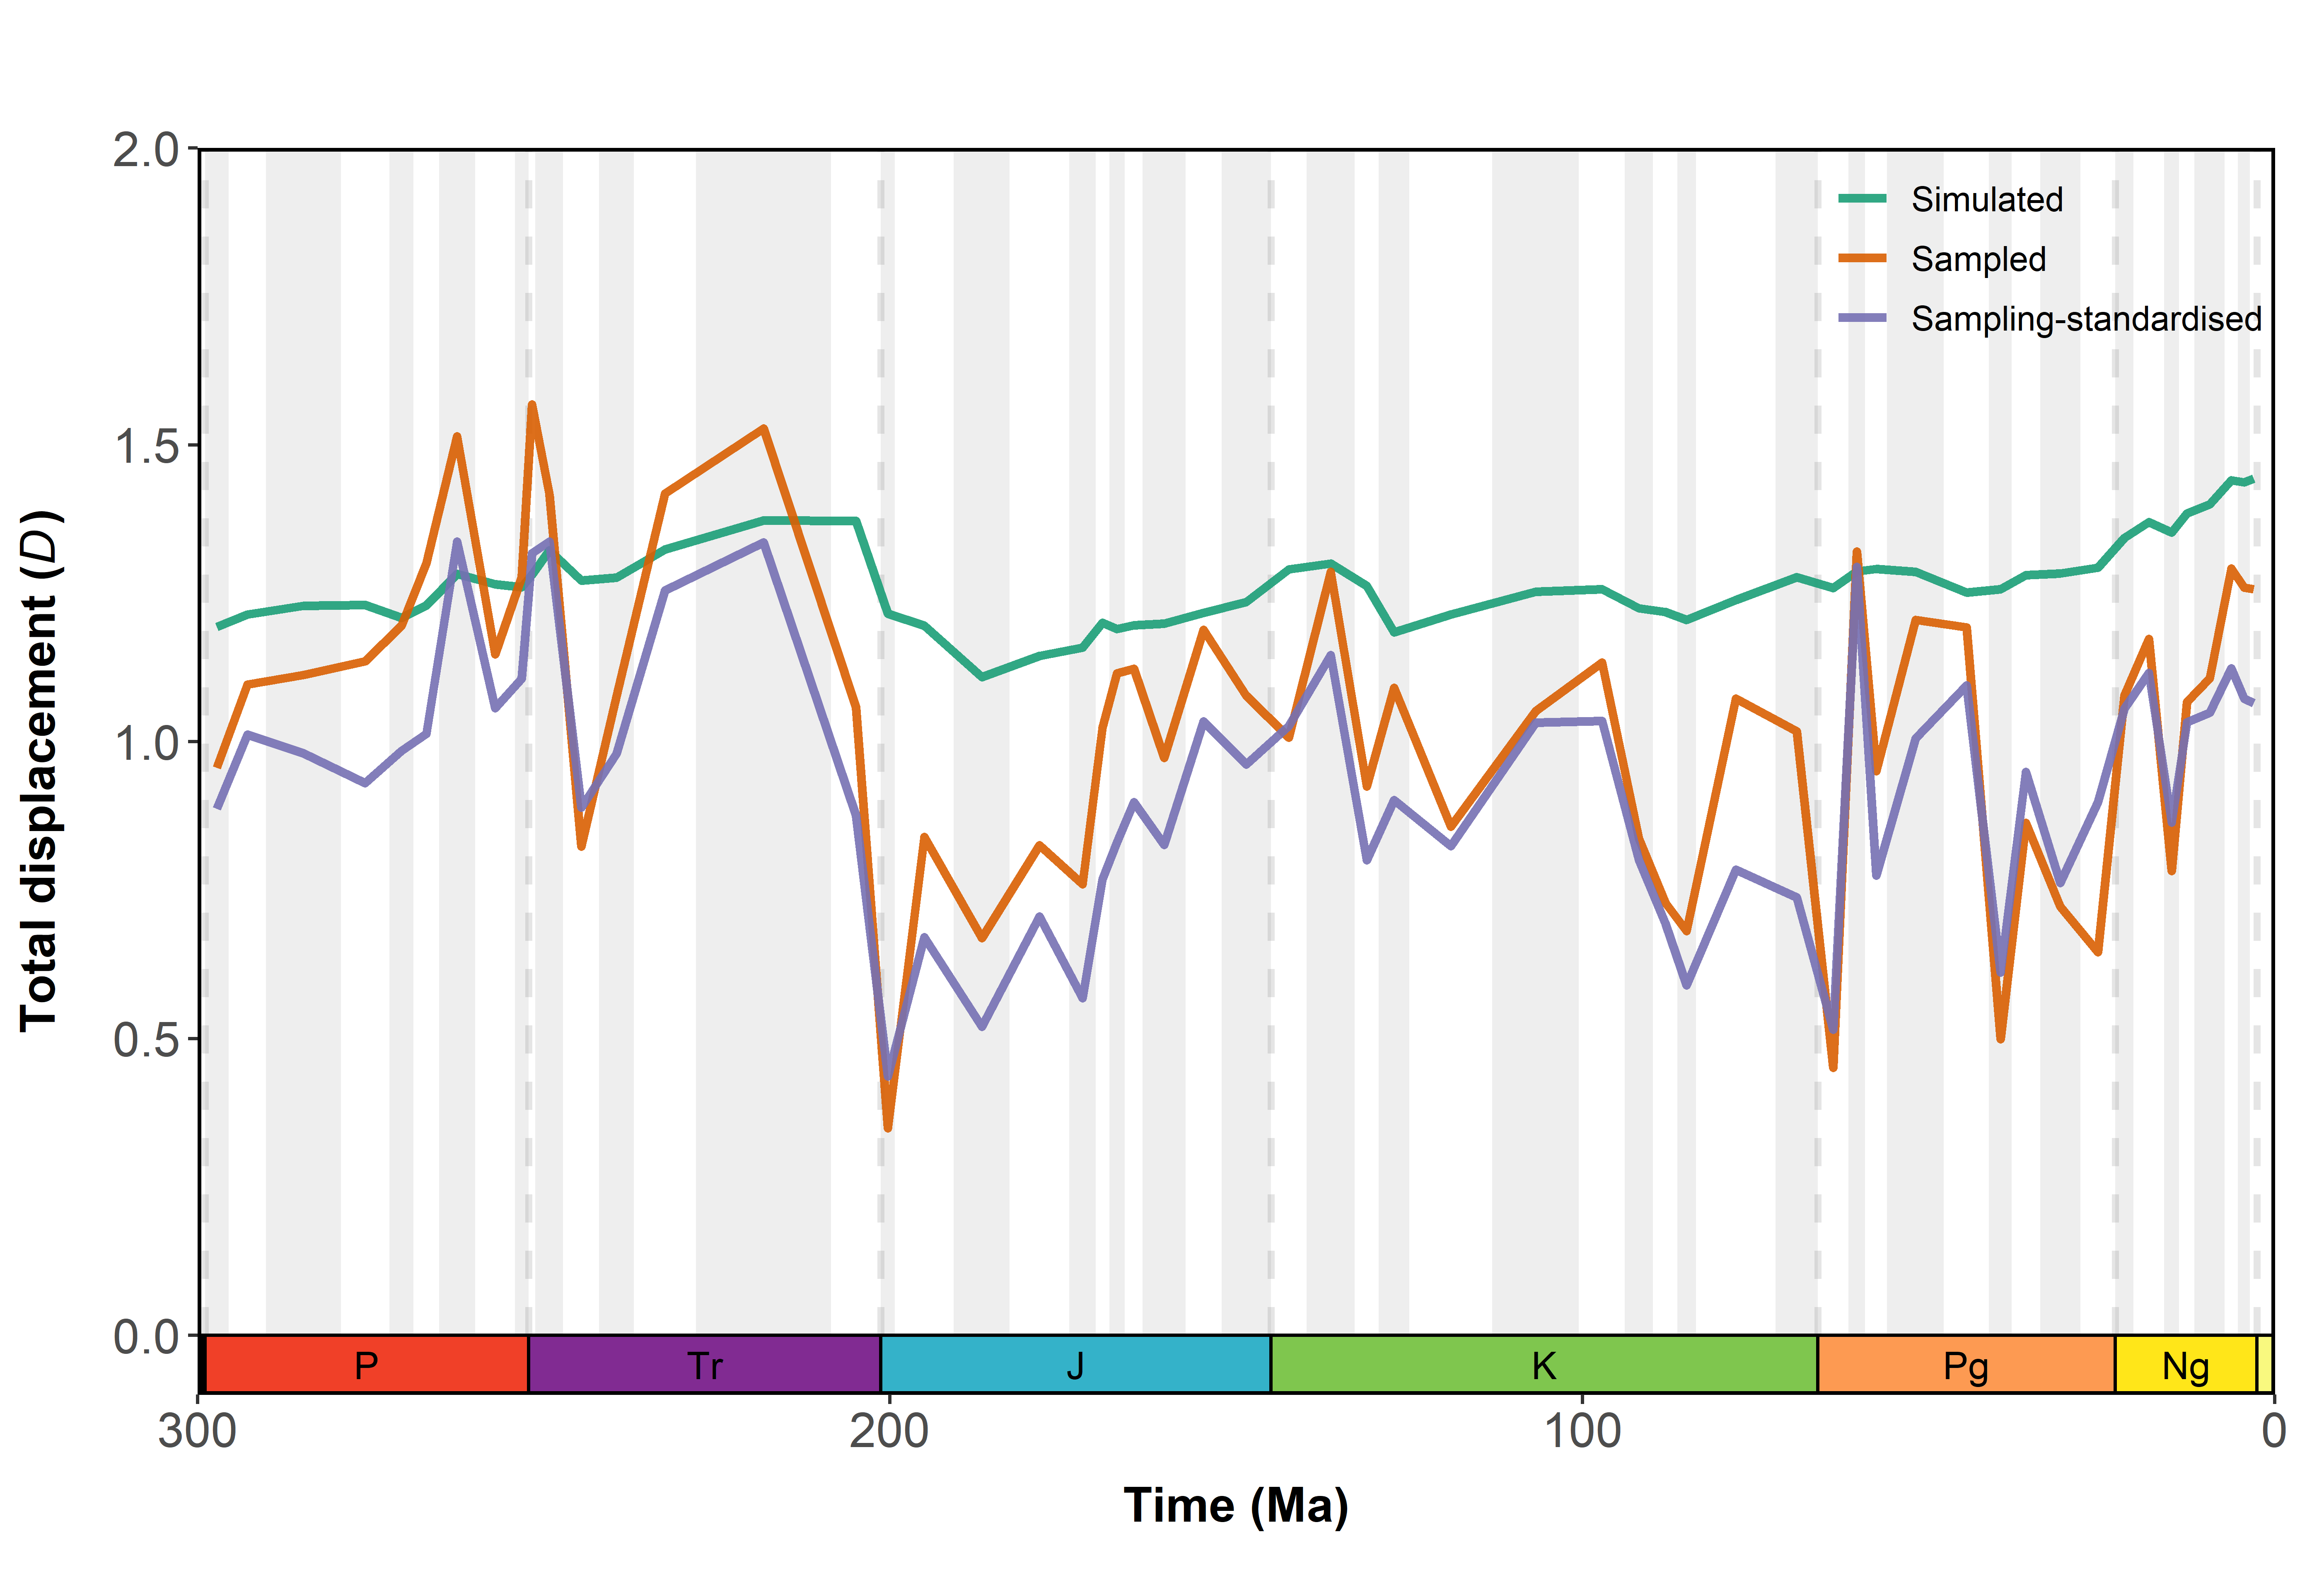 Total displacement (D)
2.0
1.5
1.0
0.5
0.0
Simulated
Sampled
Sampling-standardised
P Tr J K Pg Ng
300 200 100 0
Time (Ma)